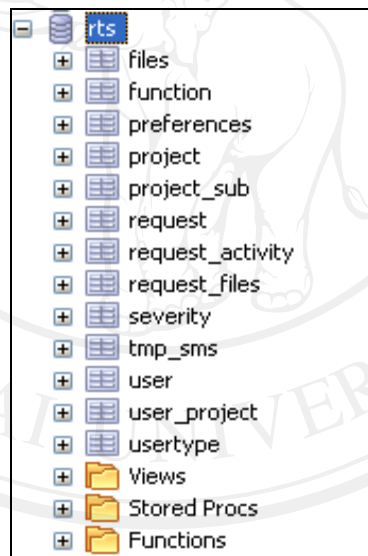 rts
files
function
preferences
project
project_sub
request
request_activity
request_files
severity
tmp_sms
user
user_project
usertype
Views
Stored Procs
Functions